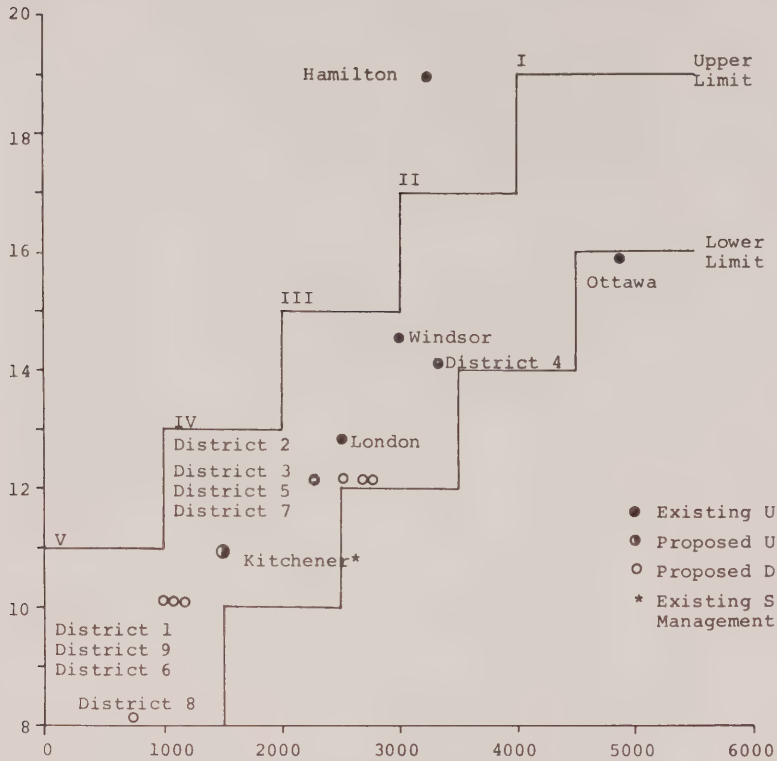 20
Hamilton
I
Upper
Limit
18
II
16
Lower
Limit
Ottawa
III
Windsor
14
District 4
IV
District 2
London
District 3
District 5
12
District 7
V
Existing U
Proposed U
Kitchener*
Proposed D
* Existing S
Management
10
District 1
District 9
District 6
District 8
8
0 1000 2000 3000 4000 5000 6000